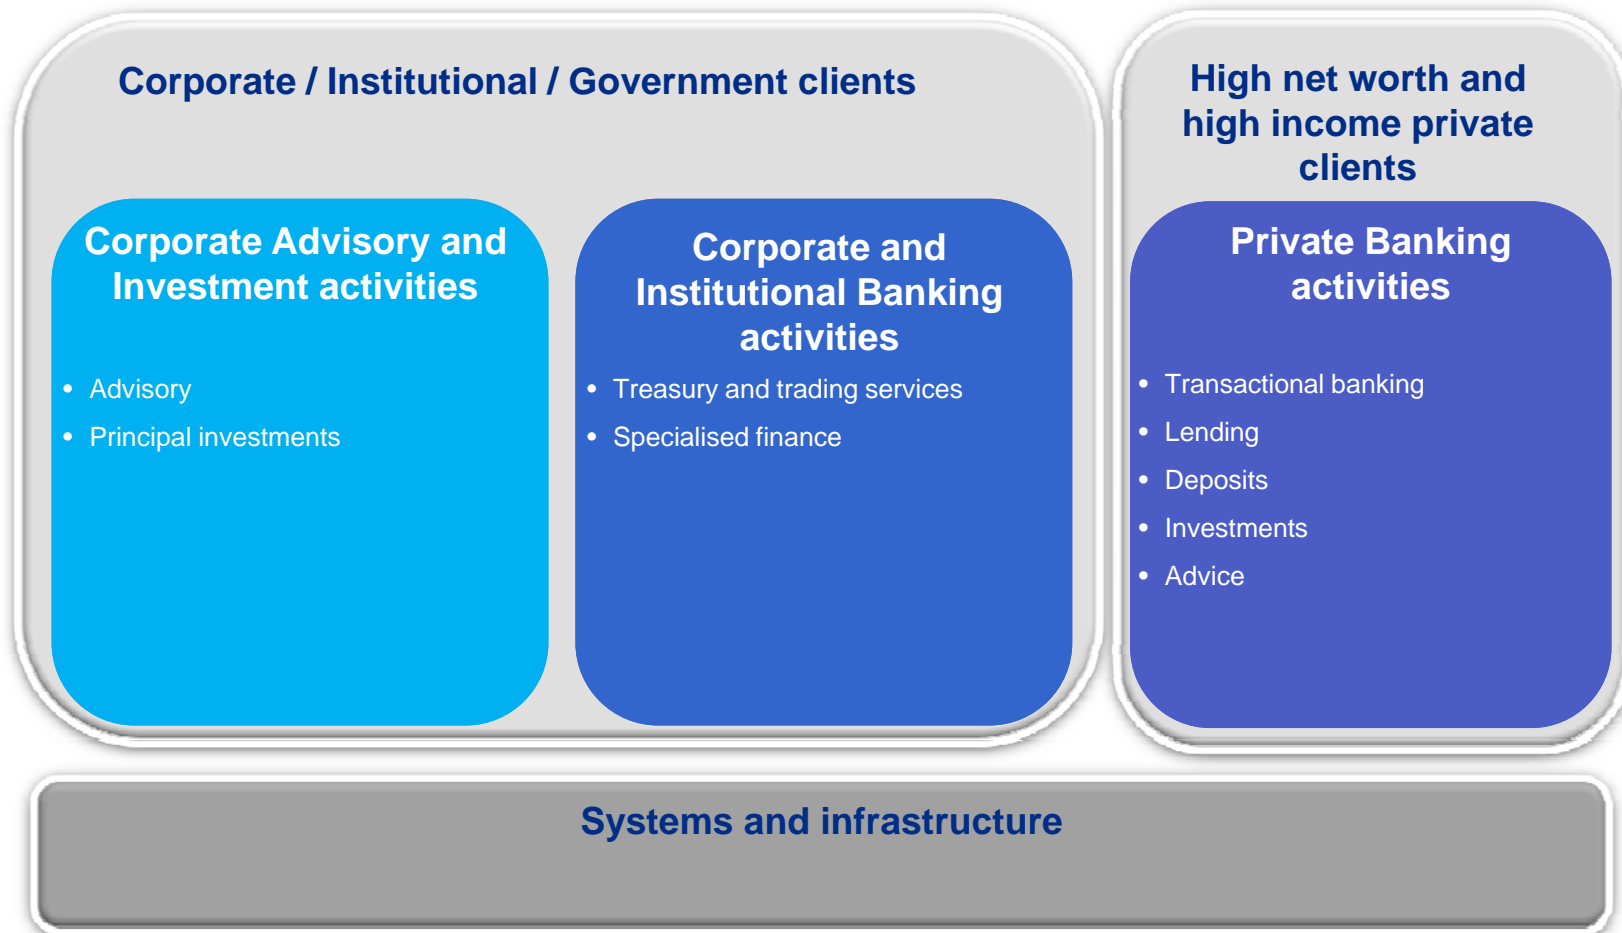 Corporate / Institutional / Government clients
Corporate Advisory and
Investment activities
• Advisory
• Principal investments
Corporate and
Institutional Banking
activities
• Treasury and trading services
• Specialised finance
High net worth and
high income private
clients
Private Banking
activities
• Transactional banking
• Lending
• Deposits
• Investments
• Advice
Systems and infrastructure